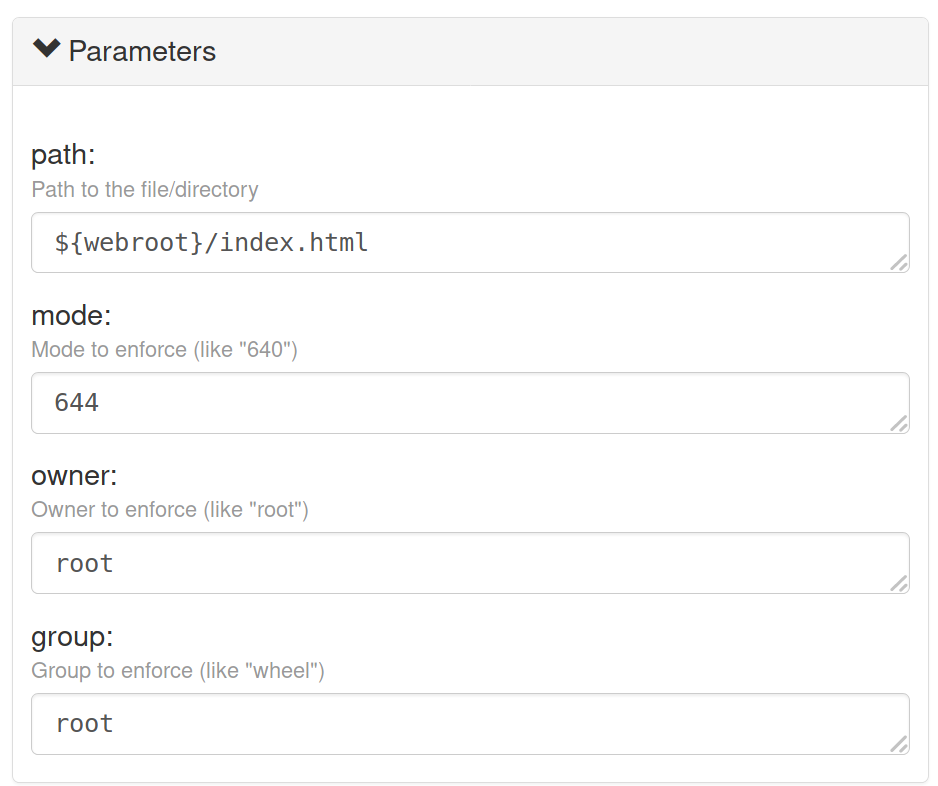 Parameters
path:
Path to the file/directory
${webroot}/index.html
mode:
Mode to enforce (like "640")
644
owner:
Owner to enforce (like "root")
root
group:
Group to enforce (like "wheel")
root